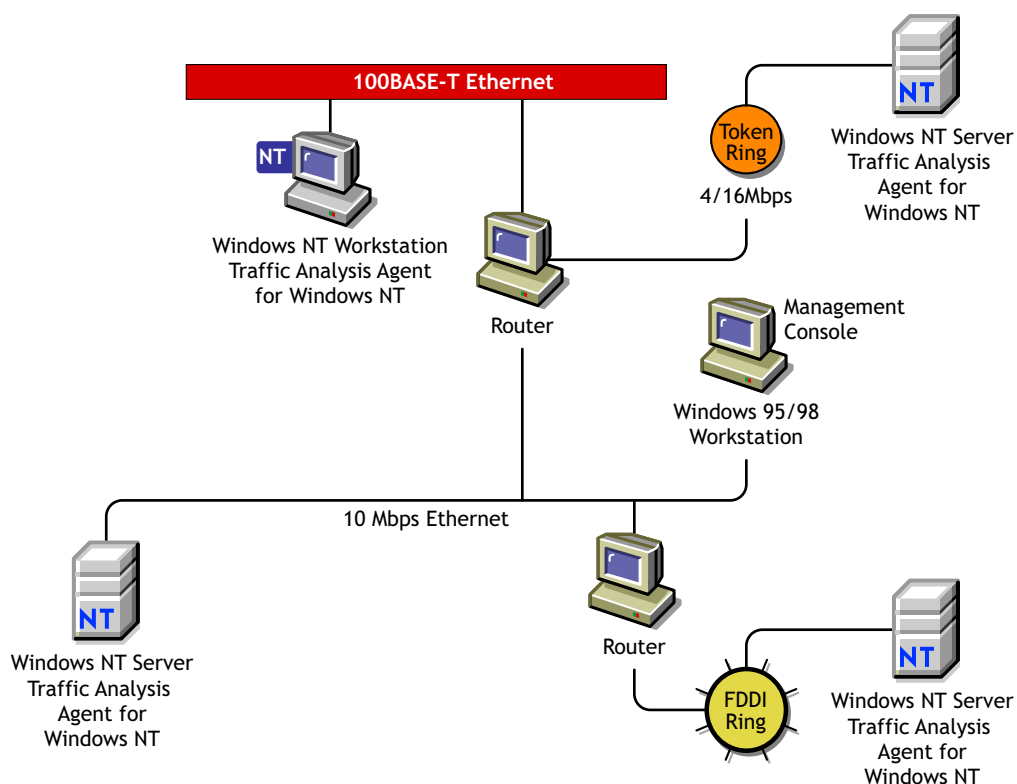 100BASE-T Ethernet
NT
Windows NT Workstation
Traffic Analysis Agent
for Windows NT
Router
Token
Ring
4/16Mbps
NT
Windows NT Server
Traffic Analysis
Agent for
Windows NT
Management
Console
Windows 95/98
Workstation
10 Mbps Ethernet
NT
Windows NT Server
Traffic Analysis
Agent for
Windows NT
Router
FDDI
Ring
NT
Windows NT Server
Traffic Analysis
Agent for
Windows NT